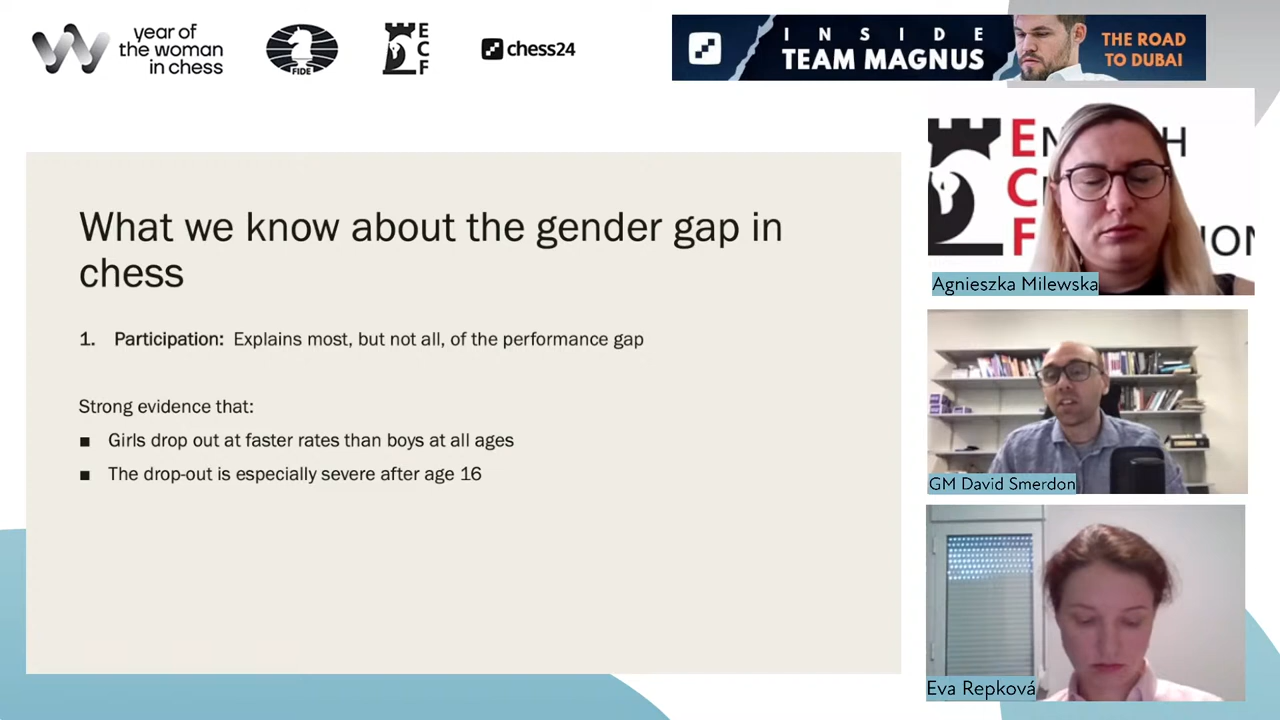 year of
the woman
in chess
FIDE
E
C
F
chess24
INSIDE
TEAM MAGNUS
THE ROAD
TO DUBAI
What we know about the gender gap in
chess
1. Participation: Explains most, but not all, of the performance gap
Strong evidence that:
■ Girls drop out at faster rates than boys at all ages
■ The drop-out is especially severe after age 16
E
C
F
Agnieszka Milewska
GM David Smerdon
Eva Repková